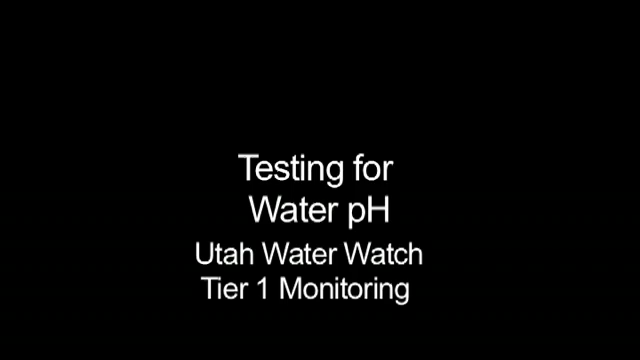 Testing for
Water pH
Utah Water Watch
Tier 1 Monitoring